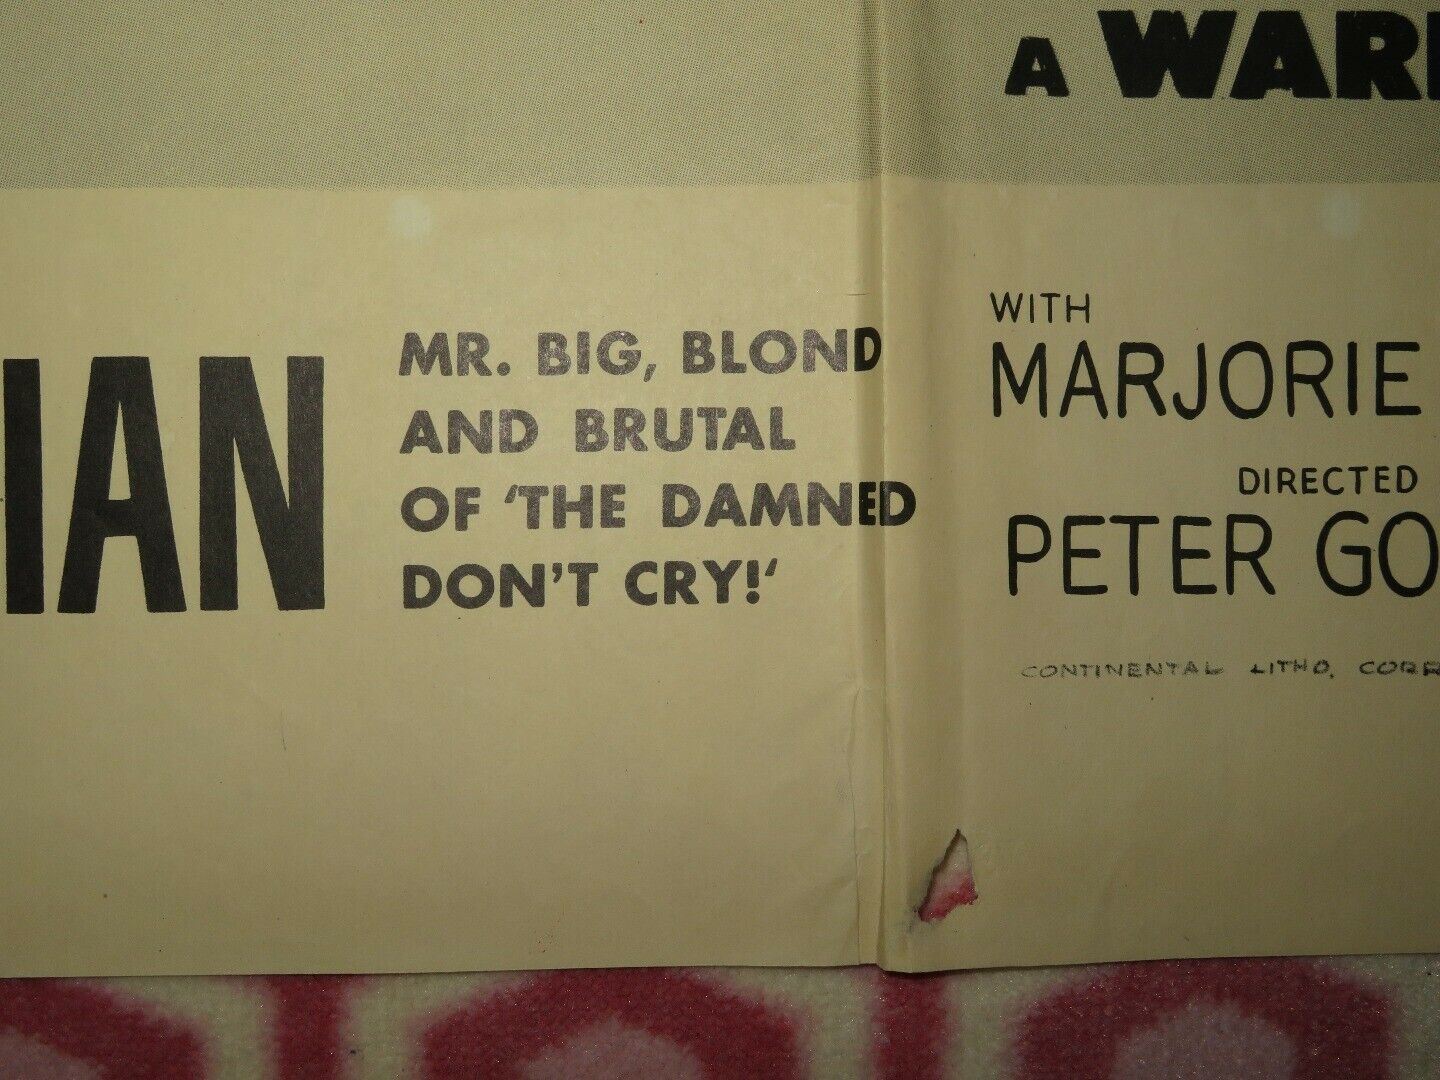 A WAR
IAN
MR. BIG, BLOND
AND BRUTAL
OF 'THE DAMNED
DON'T CRY!'
WITH
MARJORIE
DIRECTED
PETER GO
CONTINENTAL LITHO. CORP